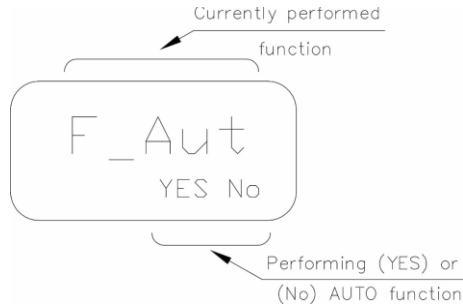 Currently performed
function
F_Aut
YES No
Performing (YES) or
(No) AUTO function